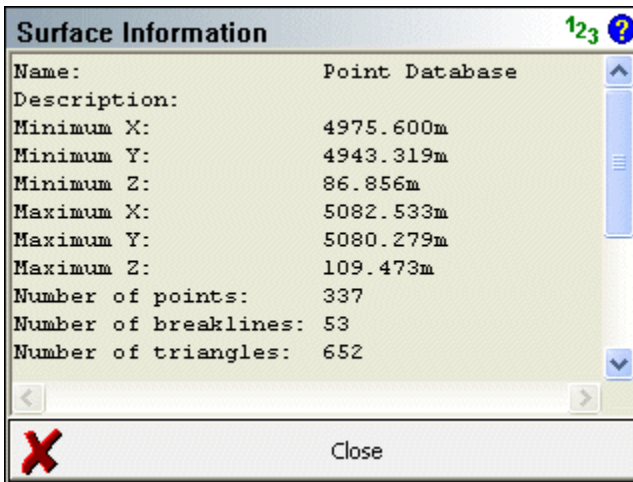 Surface Information
123
?
Name: Point Database
Description:
Minimum X: 4975.600m
Minimum Y: 4943.319m
Minimum Z: 86.856m
Maximum X: 5082.533m
Maximum Y: 5080.279m
Maximum Z: 109.473m
Number of points: 337
Number of breaklines: 53
Number of triangles: 652
Close